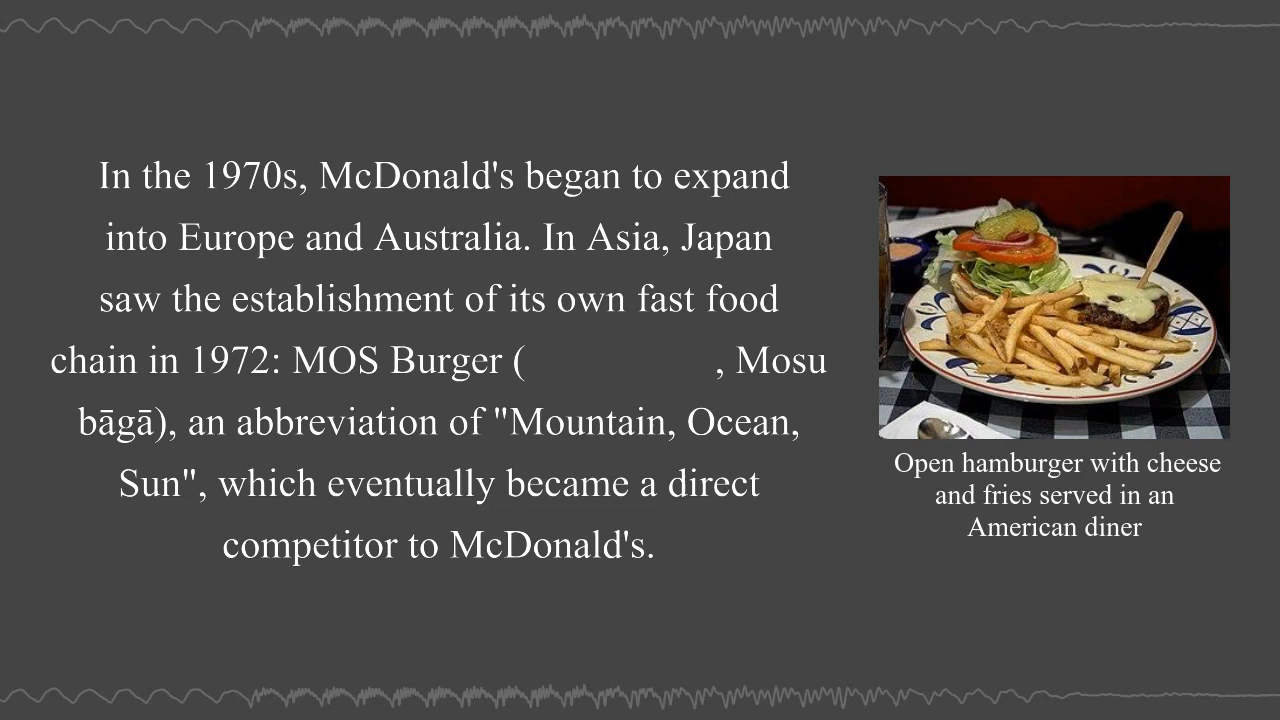 In the 1970s, McDonald's began to expand
into Europe and Australia. In Asia, Japan
saw the establishment of its own fast food
chain in 1972: MOS Burger ( , Mosu
bāgā), an abbreviation of "Mountain, Ocean,
Sun", which eventually became a direct
competitor to McDonald's.
Open hamburger with cheese
and fries served in an
American diner